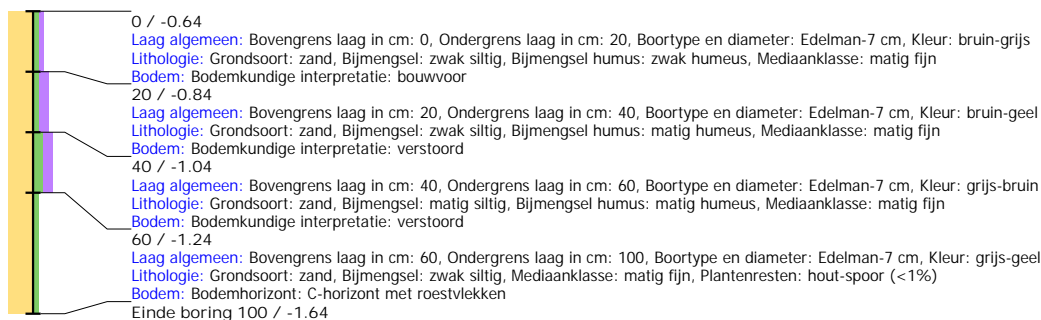 0 / -0.64
Laag algemeen: Bovengrens laag in cm: 0, Ondergrens laag in cm: 20, Boortype en diameter: Edelman-7 cm, Kleur: bruin-grijs
Lithologie: Grondsoort: zand, Bijmengsel: zwak siltig, Bijmengsel humus: zwak humeus, Mediaanklasse: matig fijn
Bodem: Bodemkundige interpretatie: bouwvoor
20 / -0.84
Laag algemeen: Bovengrens laag in cm: 20, Ondergrens laag in cm: 40, Boortype en diameter: Edelman-7 cm, Kleur: bruin-geel
Lithologie: Grondsoort: zand, Bijmengsel: zwak siltig, Bijmengsel humus: matig humeus, Mediaanklasse: matig fijn
Bodem: Bodemkundige interpretatie: verstoord
40 / -1.04
Laag algemeen: Bovengrens laag in cm: 40, Ondergrens laag in cm: 60, Boortype en diameter: Edelman-7 cm, Kleur: grijs-bruin
Lithologie: Grondsoort: zand, Bijmengsel: matig siltig, Bijmengsel humus: matig humeus, Mediaanklasse: matig fijn
Bodem: Bodemkundige interpretatie: verstoord
60 / -1.24
Laag algemeen: Bovengrens laag in cm: 60, Ondergrens laag in cm: 100, Boortype en diameter: Edelman-7 cm, Kleur: grijs-geel
Lithologie: Grondsoort: zand, Bijmengsel: zwak siltig, Mediaanklasse: matig fijn, Plantenresten: hout-spoor (<1%)
Bodem: Bodemhorizont: C-horizont met roestvlekken
Einde boring 100 / -1.64